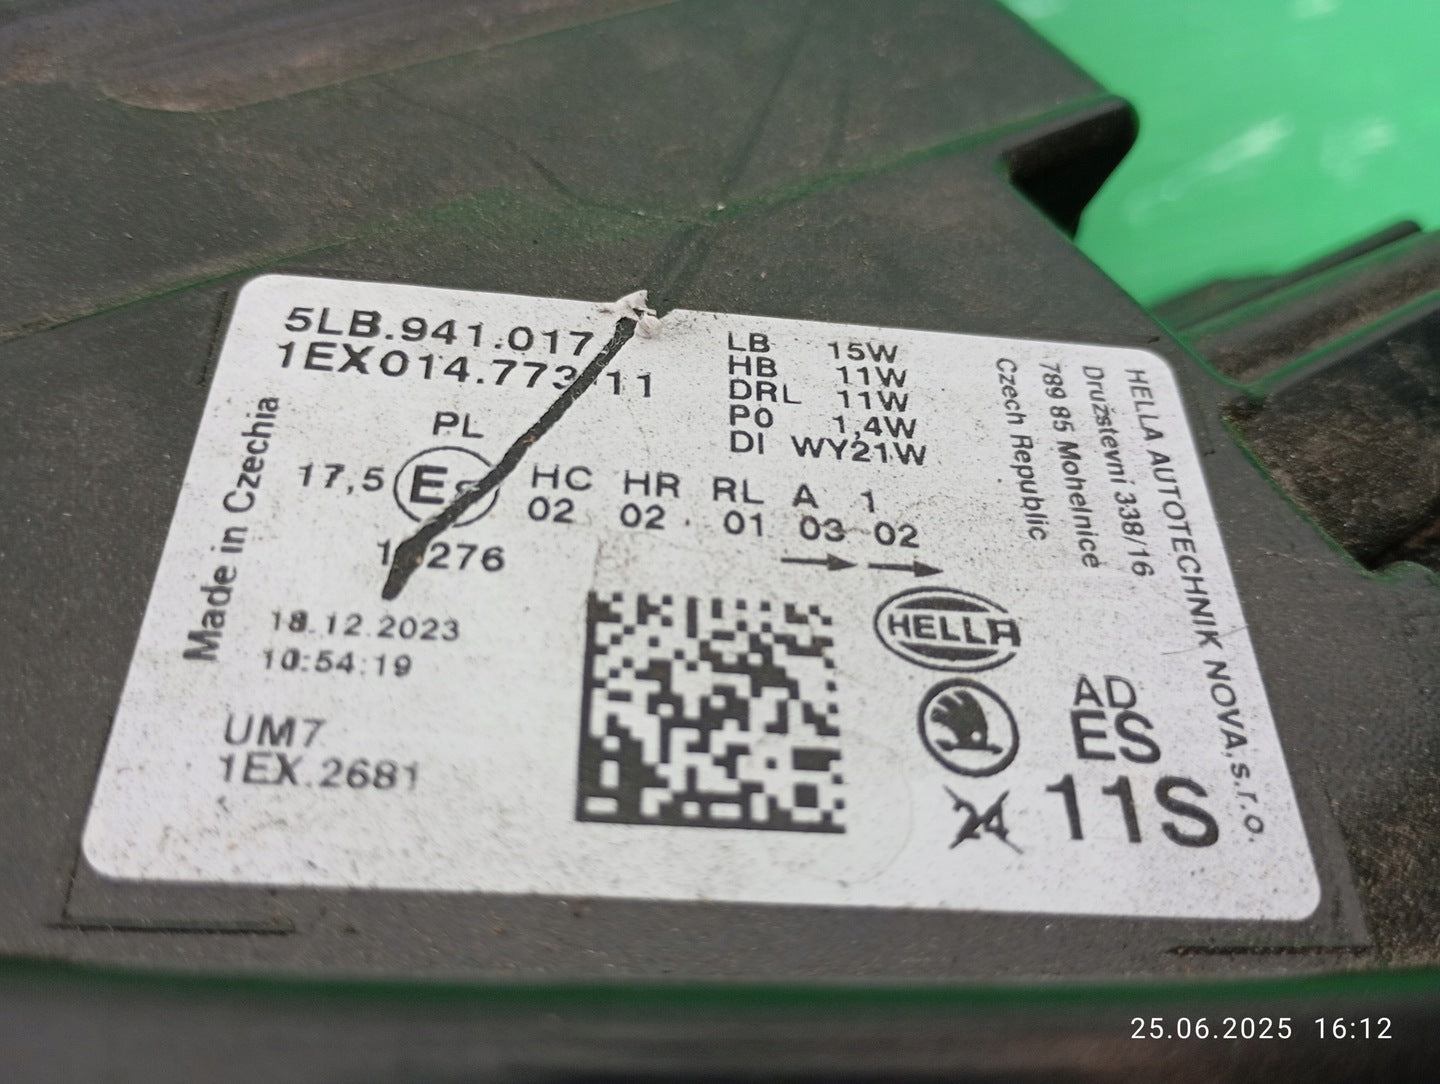 5LB.941.017
1EX014.773 11
LB 15W
HB 11W
DRL 11W
PO 1,4W
DI WY21W
PL
17,5 E
HC HR RL A 1
02 02 01 03 02
276
Made in Czechia
18.12.2023
10:54:19
UM7
1EX.2681
HELLA AUTOTECHNIK NOVA, s.r.o.
Družstevní 338/16
789 85 Mohelnice
Czech Republic
HELLA
AD
ES
11S
24
25.06.2025 16:12